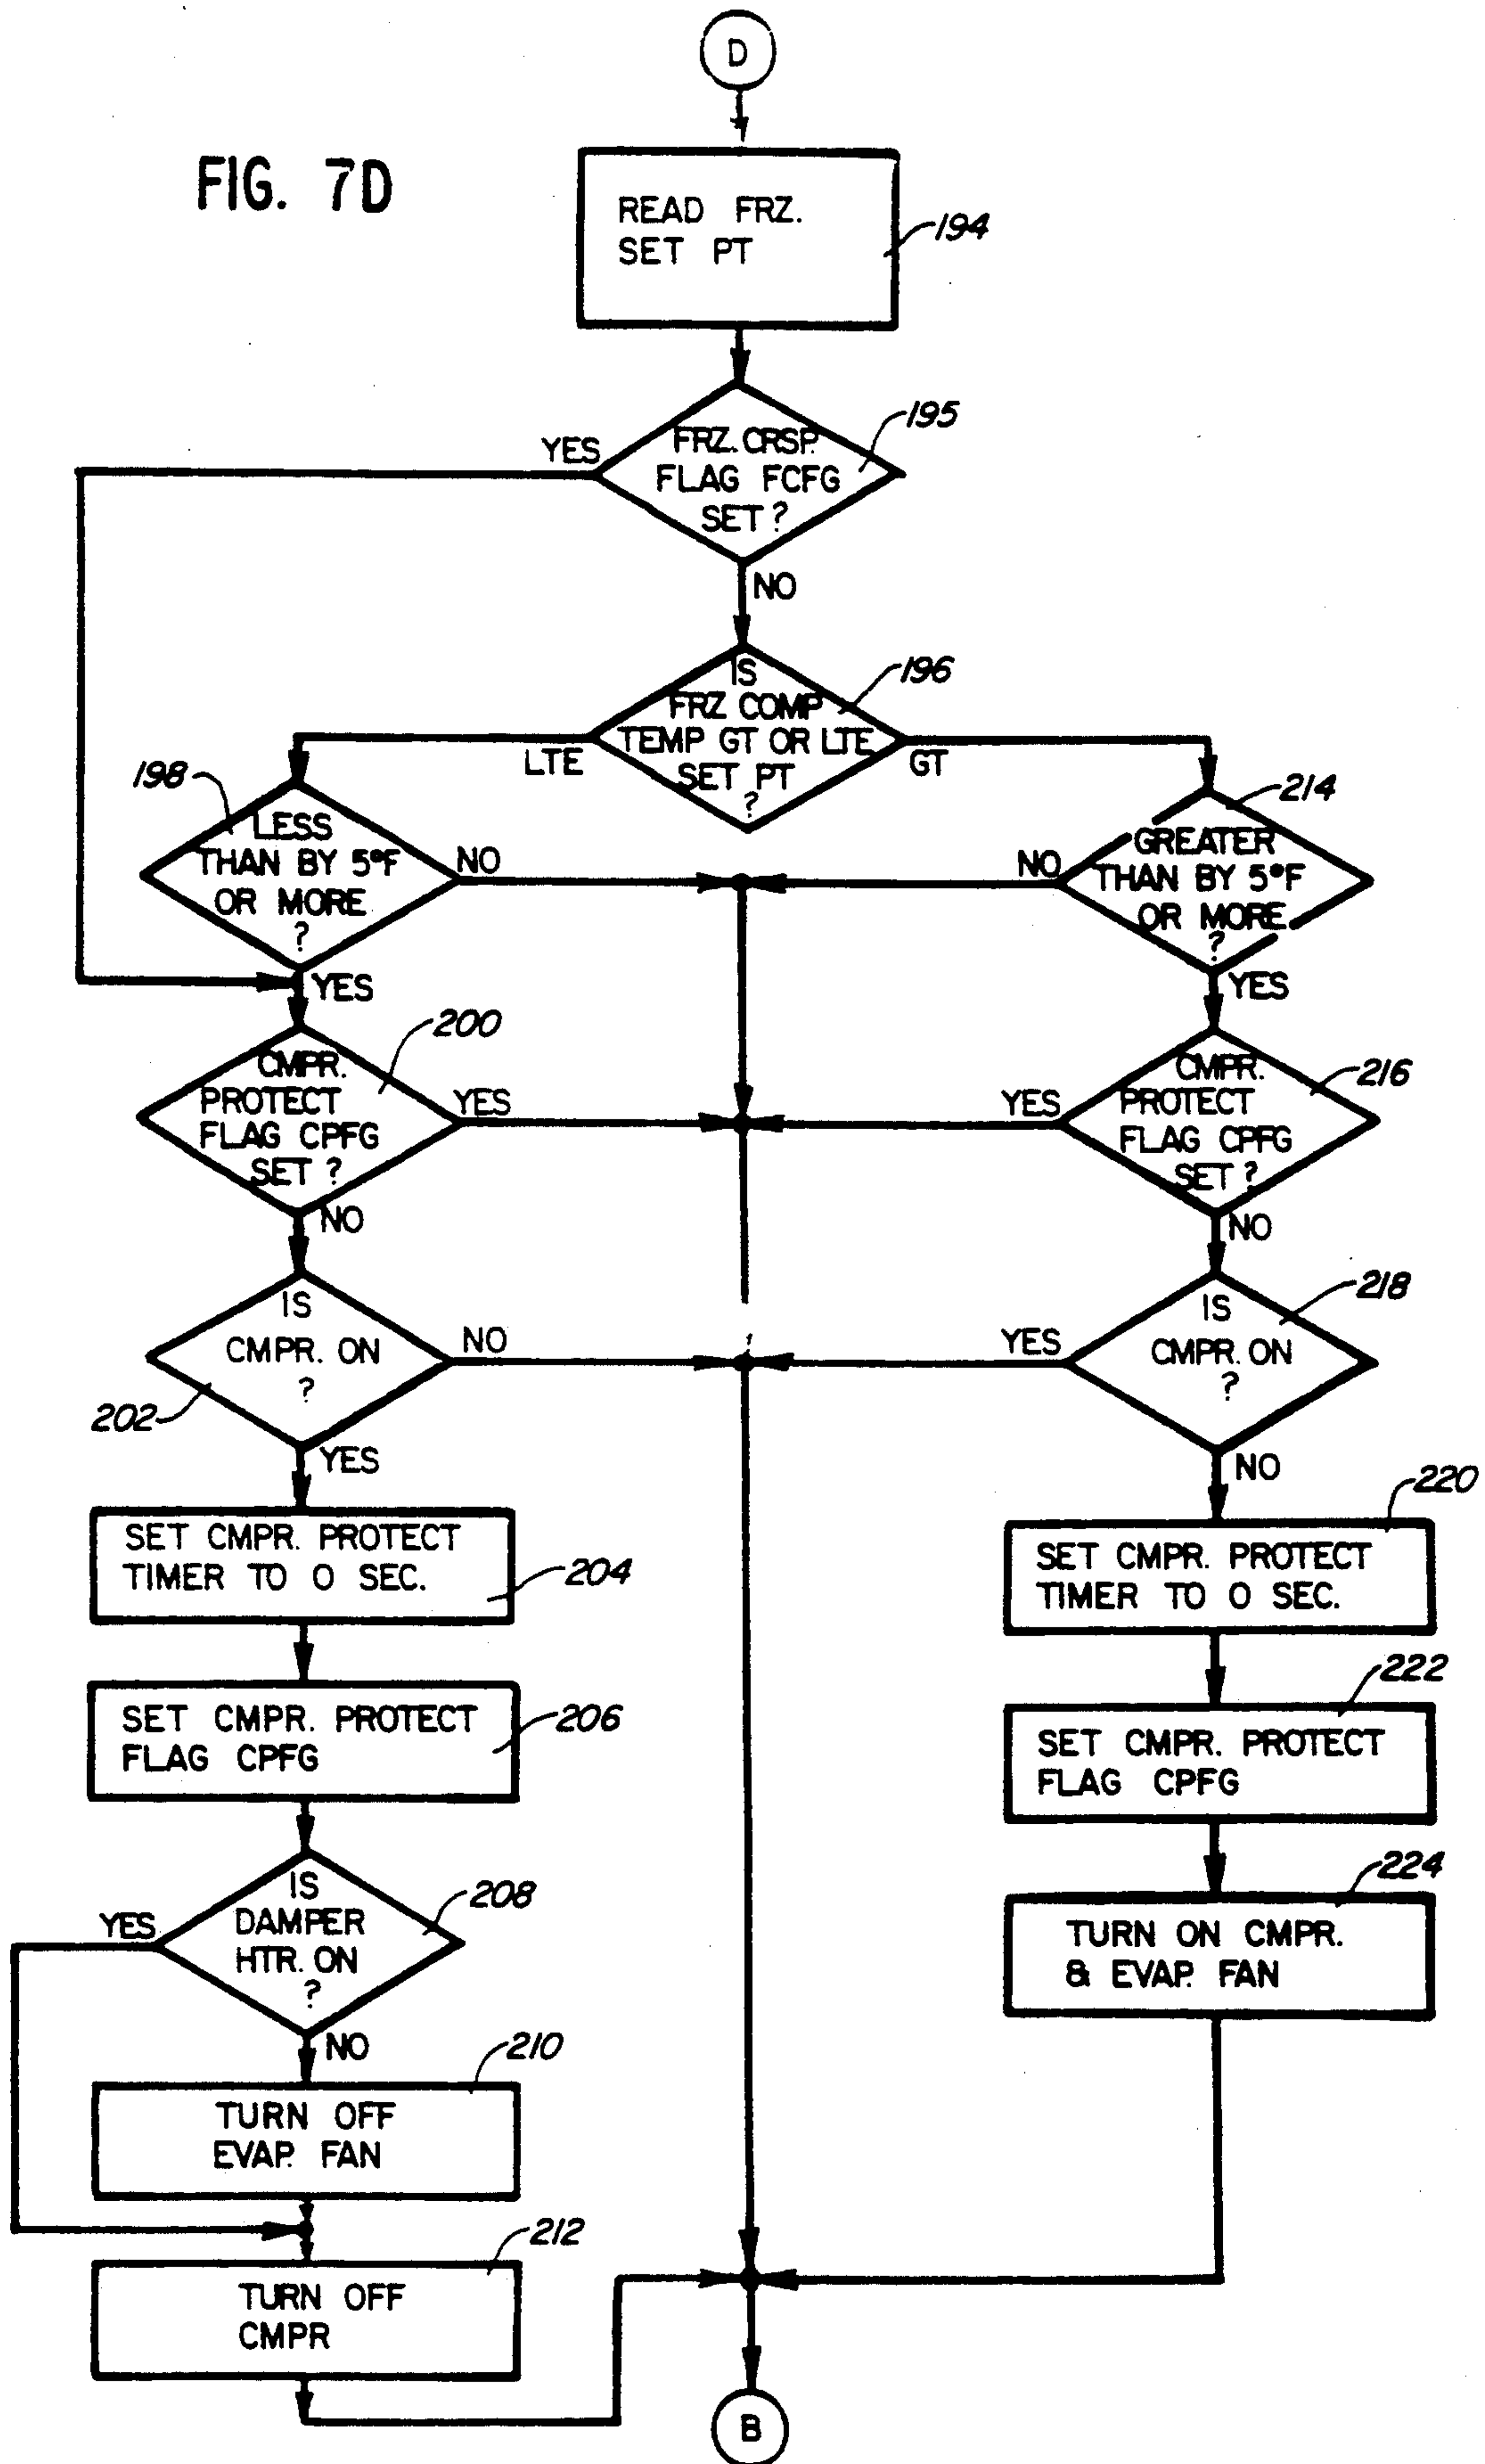 D
FIG. 7D
READ FRZ.
SET PT
194
195
YES
FRZ. CRSP.
FLAG FCFG
SET ?
NO
196
IS
FRZ COMP
TEMP GT OR LTE
SET PT
?
LTE
GT
198
LESS
THAN BY 5°F
OR MORE
?
NO
YES
214
GREATER
THAN BY 5°F
OR MORE
?
NO
YES
200
CMPR.
PROTECT
FLAG CPFG
SET ?
YES
NO
216
CMPR.
PROTECT
FLAG CPFG
SET ?
YES
NO
IS
CMPR. ON
?
202
NO
YES
218
IS
CMPR. ON
?
YES
NO
SET CMPR. PROTECT
TIMER TO 0 SEC.
204
220
SET CMPR. PROTECT
TIMER TO 0 SEC.
SET CMPR. PROTECT
FLAG CPFG
206
222
SET CMPR. PROTECT
FLAG CPFG
IS
DAMPER
HTR. ON
?
208
YES
NO
224
TURN ON CMPR.
& EVAP. FAN
210
TURN OFF
EVAP. FAN
212
TURN OFF
CMPR
B